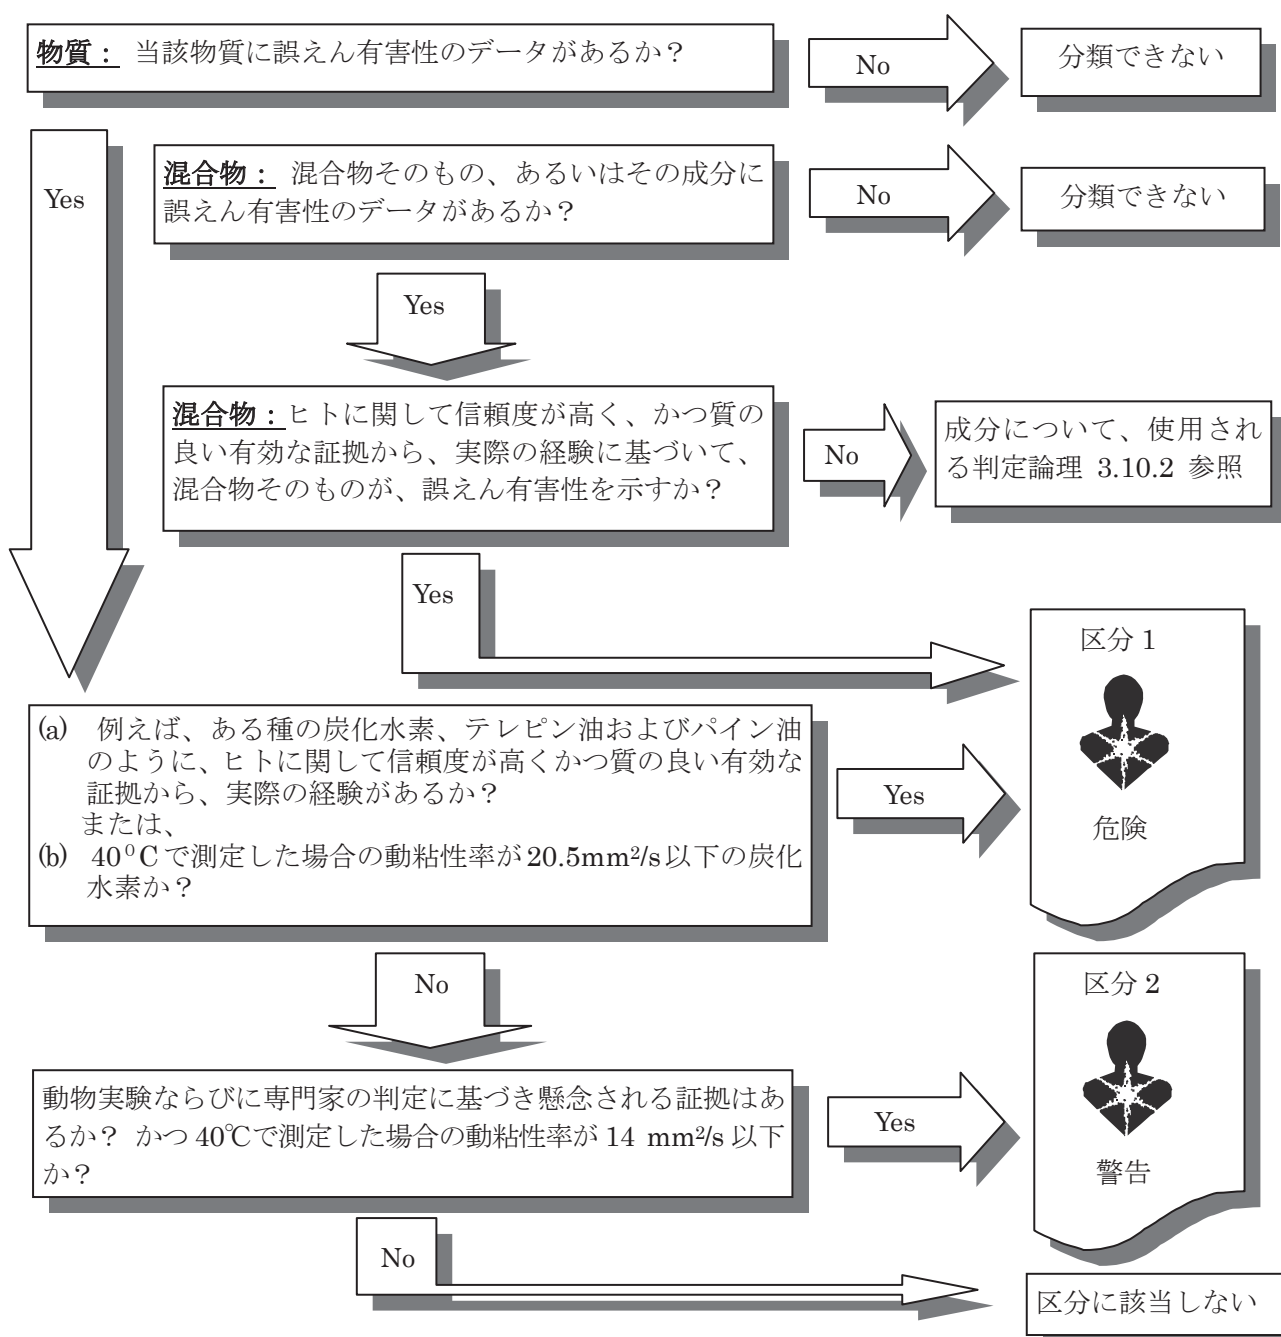 物質： 当該物質に誤えん有害性のデータがあるか？
No
分類できない
Yes
混合物： 混合物そのもの、あるいはその成分に
誤えん有害性のデータがあるか？
No
分類できない
Yes
混合物：ヒトに関して信頼度が高く、かつ質の
良い有効な証拠から、実際の経験に基づいて、
混合物そのものが、誤えん有害性を示すか？
No
成分について、使用され
る判定論理 3.10.2 参照
Yes
区分 1
危険
(a) 例えば、ある種の炭化水素、テレピン油およびパイン油
のように、ヒトに関して信頼度が高くかつ質の良い有効な
証拠から、実際の経験があるか？
または、
(b) 40⁰Cで測定した場合の動粘性率が20.5mm²/s以下の炭化
水素か？
Yes
No
区分 2
警告
動物実験ならびに専門家の判定に基づき懸念される証拠はあ
るか？ かつ 40℃で測定した場合の動粘性率が 14 mm²/s 以下
か？
Yes
No
区分に該当しない